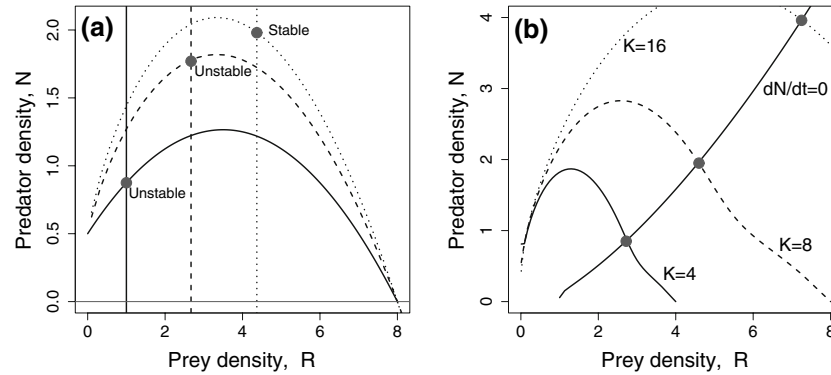 (a)
Stable
Unstable
Unstable
Predator density, N
0.0
0.5
1.0
1.5
2.0
0
2
4
6
8
Prey density, R
(b)
K=16
dN/dt=0
K=8
K=4
Predator density, N
0
1
2
3
4
0
2
4
6
8
Prey density, R